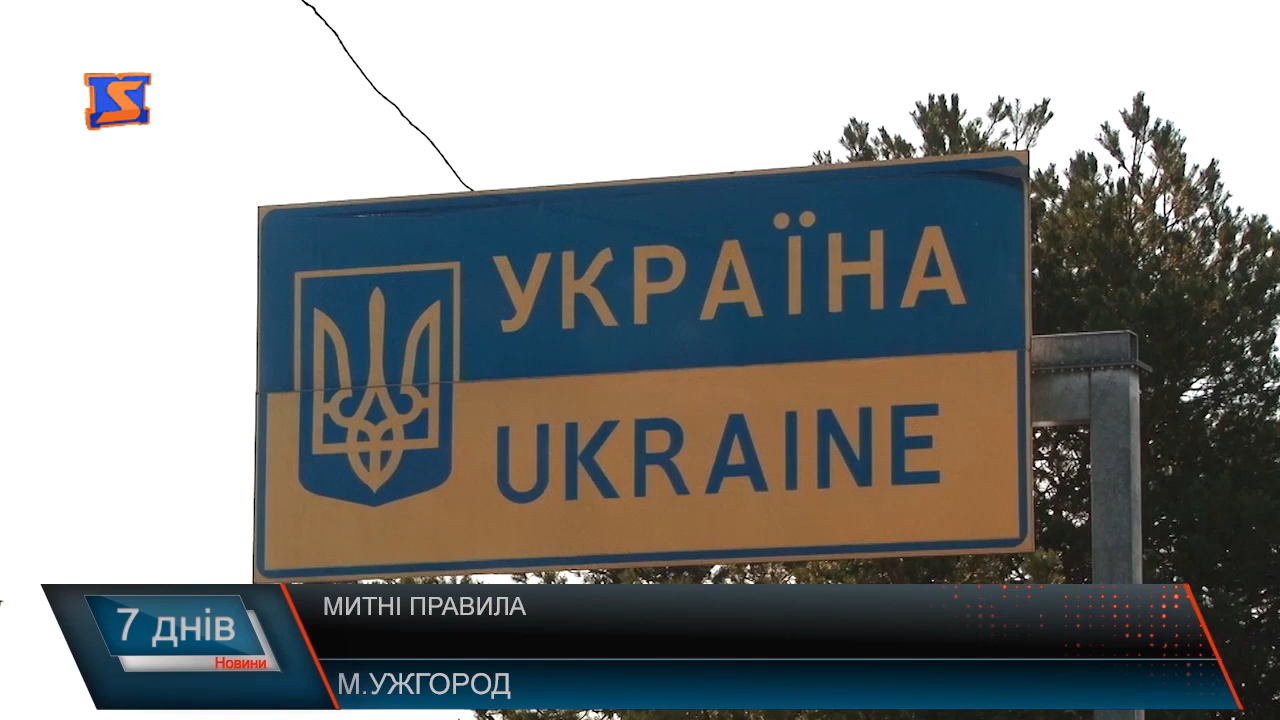 УКРАЇНА
UKRAINE
7 днів
Новини
МИТНІ ПРАВИЛА
М.УЖГОРОД